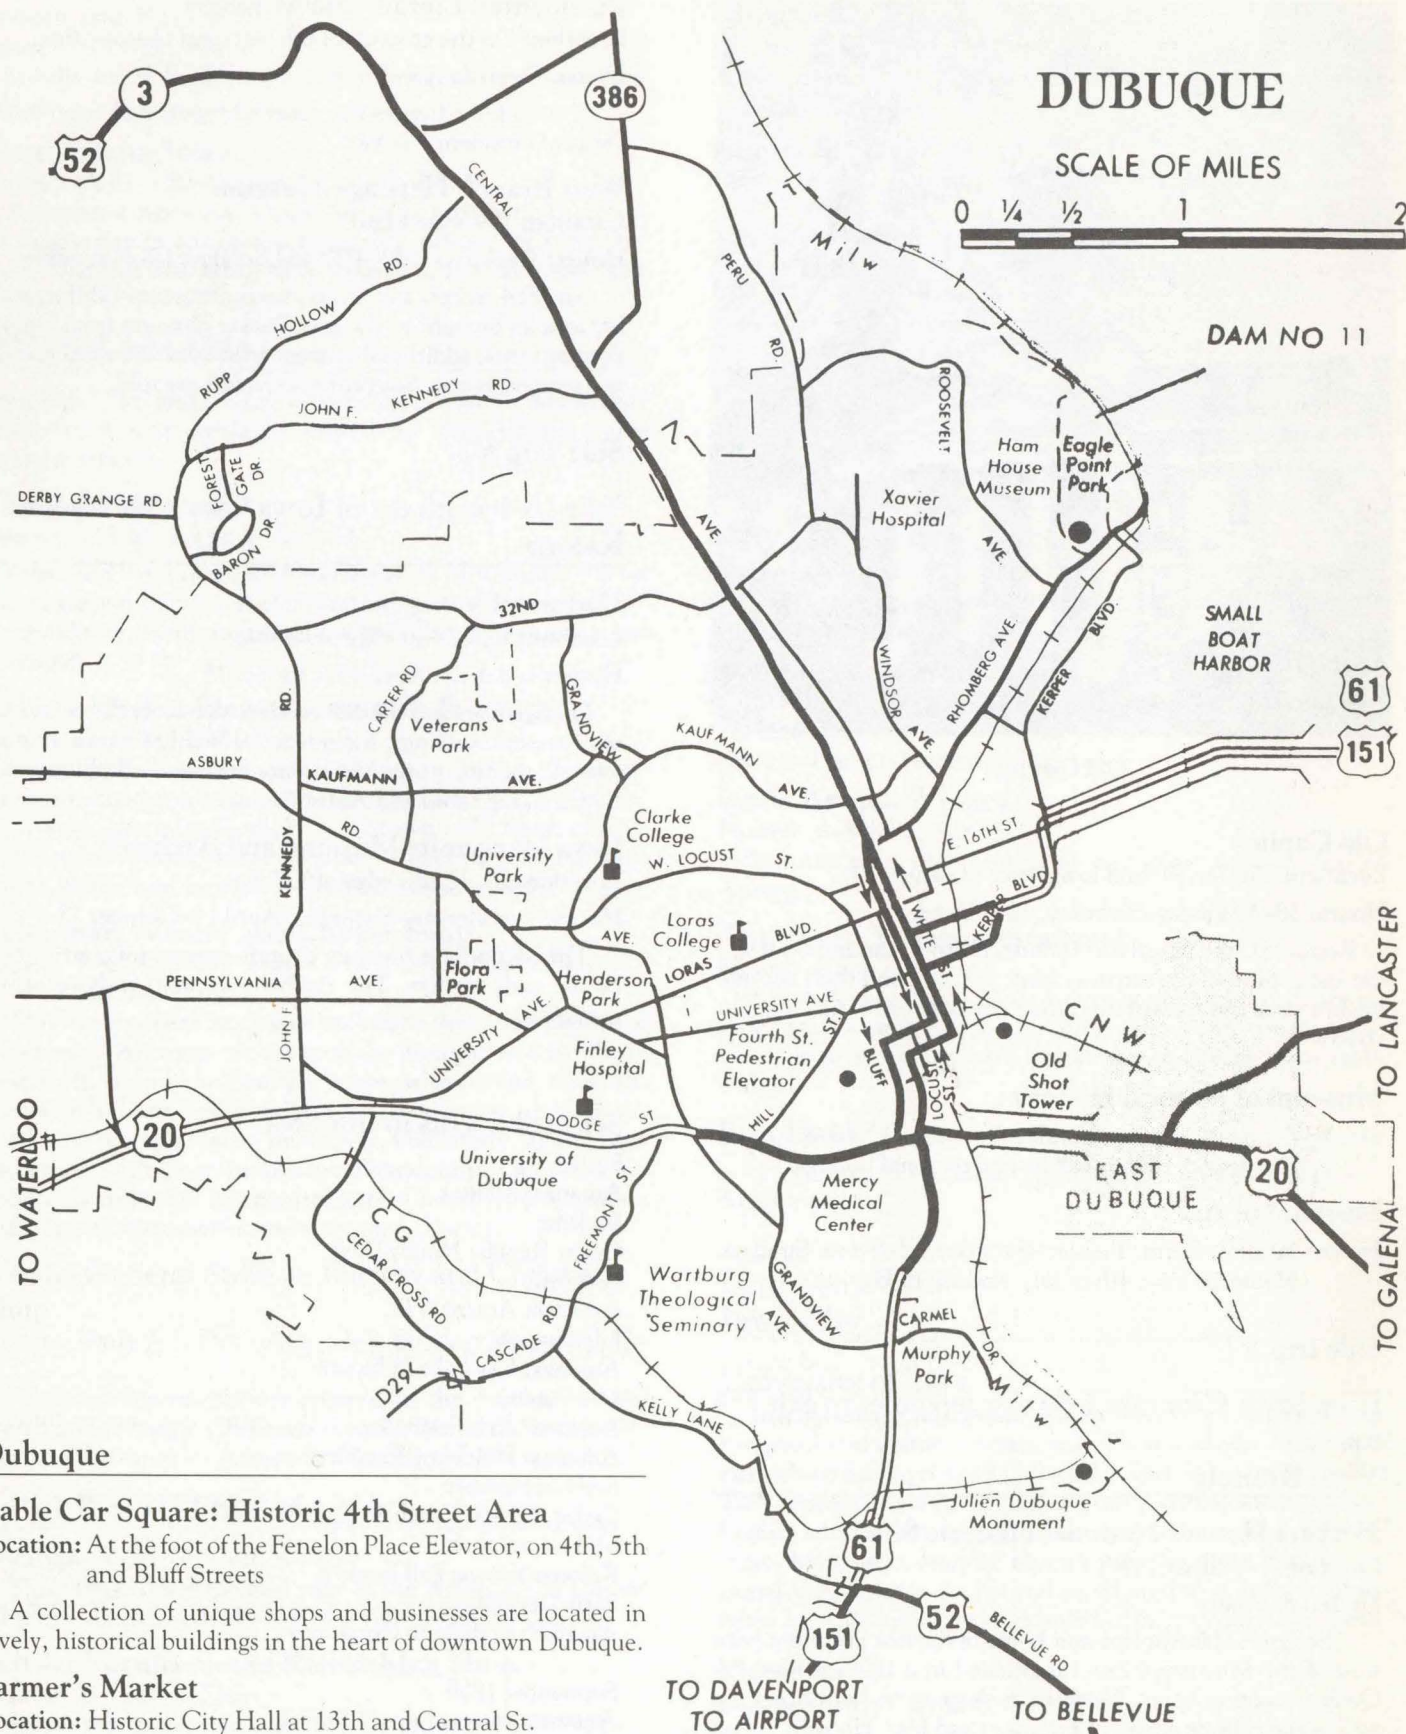 DUBUQUE
SCALE OF MILES
0 1/4 1/2 1 2
3
52
386
CENTRAL
AVE.
PERU
RD.
Milw
DAM NO 11
RUPP
HOLLOW
RD.
JOHN F.
KENNEDY
RD.
ROOSEVELT
AVE.
Ham
House
Museum
Eagle
Point
Park
Xavier
Hospital
DERBY GRANGE RD.
FOREST
GATE
DR.
BARON DR.
32ND
SMALL
BOAT
HARBOR
61
151
WINDSOR
AVE.
RHOMBERG AVE.
KERPER
BLVD.
RD.
CARTER RD
Veterans
Park
GRANDVIEW
KAUFMANN
AVE.
ASBURY
KAUFMANN
AVE.
RD
KENNEDY
JOHN F.
Clarke
College
W. LOCUST
ST.
E 16TH ST
KERPER
BLVD.
University
Park
WHITE
ST
AVE.
Loras
College
LORAS
BLVD.
PENNSYLVANIA
AVE.
Flora
Park
Henderson
Park
UNIVERSITY
AVE.
UNIVERSITY AVE
Fourth St.
Pedestrian
Elevator
HILL
ST.
BLUFF
LOCUST
ST.
CNW
Old
Shot
Tower
Finley
Hospital
DODGE
ST
20
TO WATERLOO
TO LANCASTER
TO GALENA
EAST
DUBUQUE
20
University of
Dubuque
Mercy
Medical
Center
CG
CEDAR CROSS RD
FREEMONT ST
Wartburg
Theological
Seminary
GRANDVIEW
AVE.
CARMEL
DR
Murphy
Park
Milw
D29
CASCADE
RD
KELLY LANE
Julien Dubuque
Monument
61
151
52
BELLEVUE RD
TO DAVENPORT
TO AIRPORT
TO BELLEVUE
Dubuque
able Car Square: Historic 4th Street Area
ocation: At the foot of the Fenelon Place Elevator, on 4th, 5th
and Bluff Streets
A collection of unique shops and businesses are located in
vely, historical buildings in the heart of downtown Dubuque.
armer's Market
ocation: Historic City Hall at 13th and Central St.